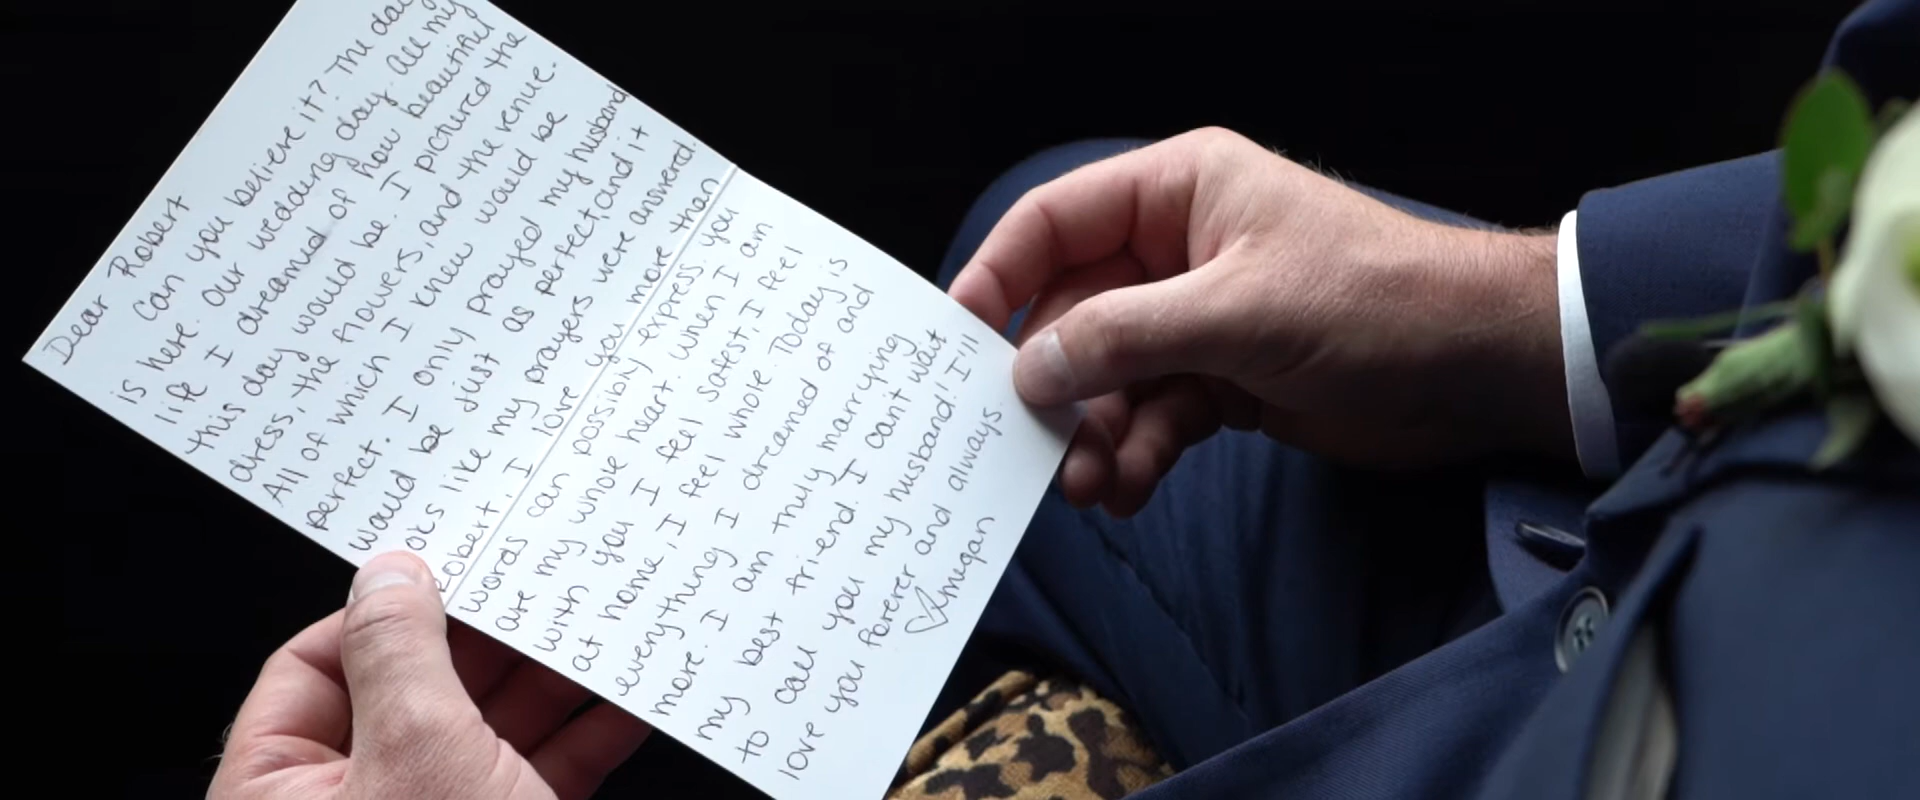 Dear Robert
Can you believe it? The day
is here. Our wedding day. All my
life I dreamed of how beautiful
this day would be. I pictured the
dress, the flowers, and the venue.
All of which I knew would be
perfect. I only prayed my husband
would be just as perfect, and it
like my prayers were answered.
Robert, I love you more than
words can possibly express. You
are my whole heart. When I am
with you I feel safest, I feel
at home, I feel whole. Today is
everything I dreamed of and
more. I am truly marrying
my best friend. I can't wait
to call you my husband! I'll
love you forever and always.
♡ Megan